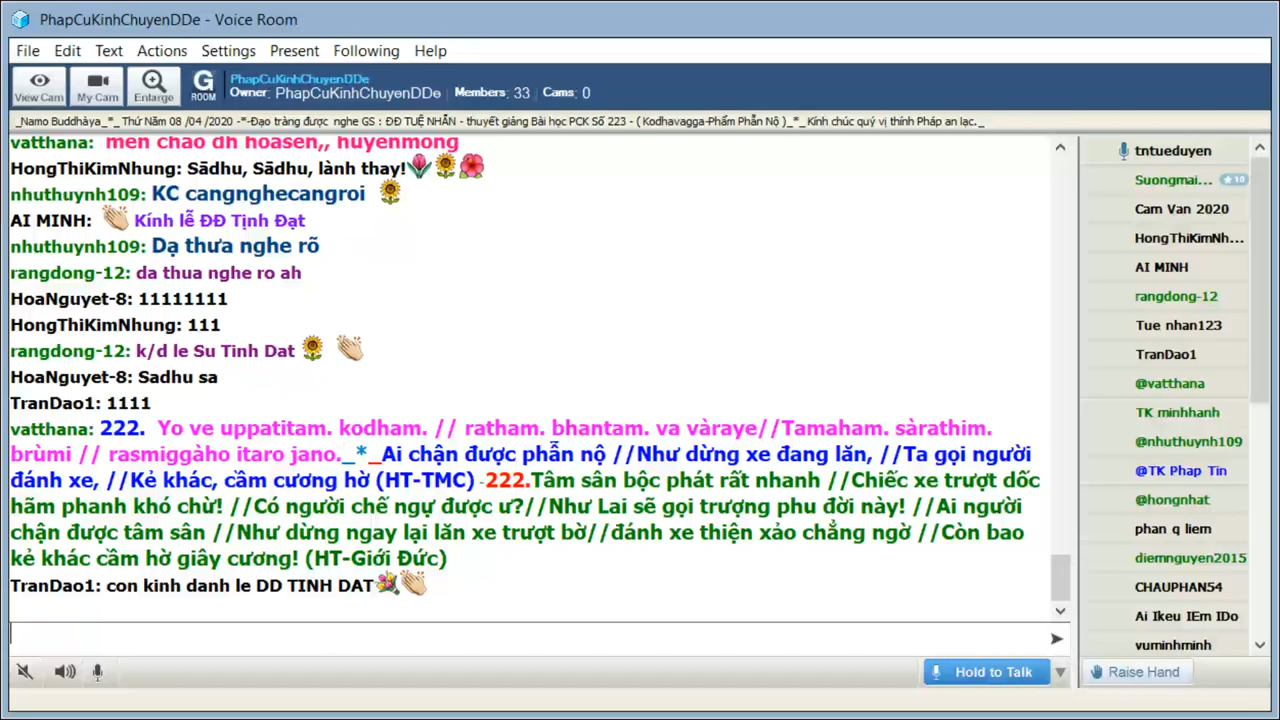 PhapCuKinhChuyenDDe - Voice Room
File Edit Text Actions Settings Present Following Help
View Cam My Cam Enlarge G ROOM
PhapCuKinhChuyenDDe
Owner: PhapCuKinhChuyenDDe Members: 33 Cams: 0
_Namo Buddhàya_*_ Thứ Năm 08 /04 /2020 -*-Đạo tràng được nghe GS : ĐĐ TUỆ NHẪN - thuyết giảng Bài học PCK Số 223 - ( Kodhavagga-Phẩm Phẫn Nộ )_*_Kính chúc quý vị thính Pháp an lạc._
vatthana: mến chào đh hoasen,, huyenmong
HongThiKimNhung: Sādhu, Sādhu, lành thay!
nhuthuynh109: KC cangnghecangroi
AI MINH: Kính lễ ĐĐ Tịnh Đạt
nhuthuynh109: Dạ thưa nghe rõ
rangdong-12: da thua nghe ro ah
HoaNguyet-8: 11111111
HongThiKimNhung: 111
rangdong-12: k/d le Su Tinh Dat
HoaNguyet-8: Sadhu sa
TranDao1: 1111
vatthana: 222. Yo ve uppatitam. kodham. // ratham. bhantam. va vàraye//Tamaham. sàrathim.
brùmi // rasmiggàho itaro jano._*_Ai chận được phẫn nộ //Như dừng xe đang lăn, //Ta gọi người
đánh xe, //Kẻ khác, cầm cương hờ (HT-TMC) -222.Tâm sân bộc phát rất nhanh //Chiếc xe trượt dốc
hãm phanh khó chừ! //Có người chế ngự được ư?//Như Lai sẽ gọi trượng phu đời này! //Ai người
chận được tâm sân //Như dừng ngay lại lăn xe trượt bờ//đánh xe thiện xảo chẳng ngờ //Còn bao
kẻ khác cầm hờ giây cương! (HT-Giới Đức)
TranDao1: con kinh danh le DD TINH DAT
Hold to Talk
tntueduyen
Suongmai... 10
Cam Van 2020
HongThiKimNh...
AI MINH
rangdong-12
Tue nhan123
TranDao1
@vatthana
TK minhhanh
@nhuthuynh109
@TK Phap Tin
@hongnhat
phan q liem
diemnguyen2015
CHAUPHAN54
Ai Ikeu IEm IDo
vuminhminh
Raise Hand